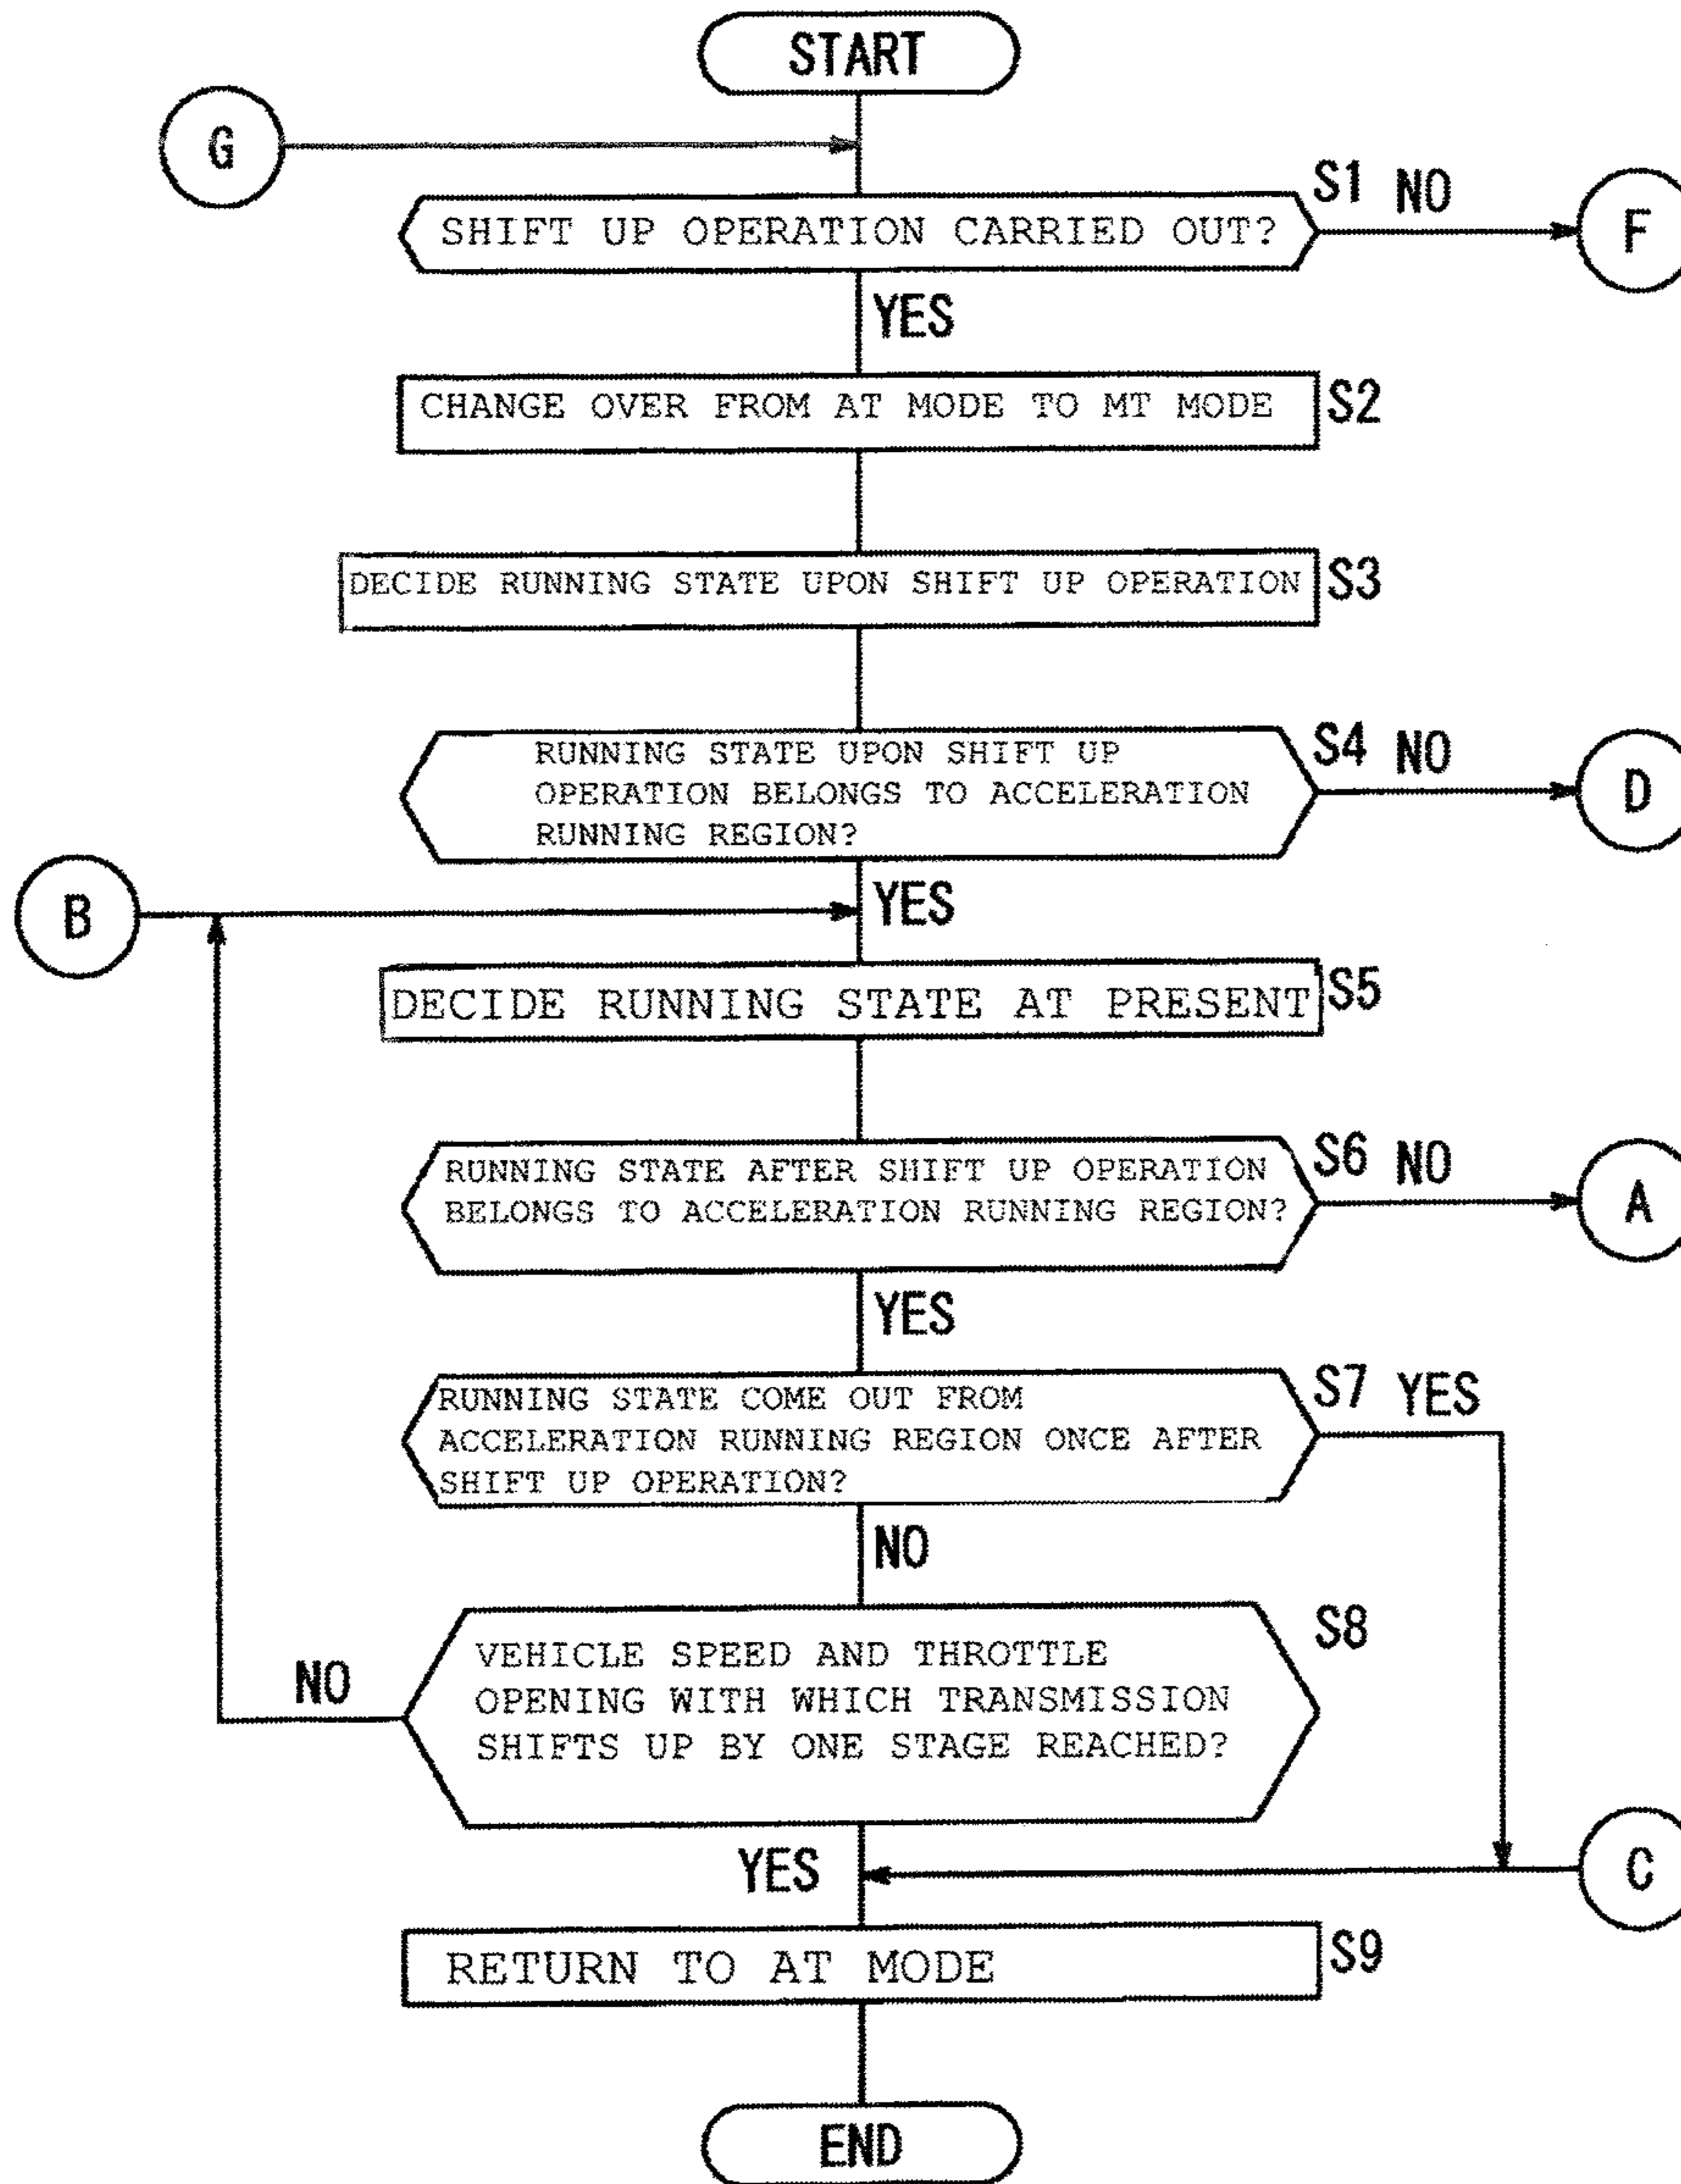 START
G
S1 NO
SHIFT UP OPERATION CARRIED OUT?
F
YES
CHANGE OVER FROM AT MODE TO MT MODE
S2
DECIDE RUNNING STATE UPON SHIFT UP OPERATION
S3
S4 NO
RUNNING STATE UPON SHIFT UP
OPERATION BELONGS TO ACCELERATION
RUNNING REGION?
D
B
YES
DECIDE RUNNING STATE AT PRESENT
S5
S6 NO
RUNNING STATE AFTER SHIFT UP OPERATION
BELONGS TO ACCELERATION RUNNING REGION?
A
YES
S7 YES
RUNNING STATE COME OUT FROM
ACCELERATION RUNNING REGION ONCE AFTER
SHIFT UP OPERATION?
NO
S8
VEHICLE SPEED AND THROTTLE
OPENING WITH WHICH TRANSMISSION
SHIFTS UP BY ONE STAGE REACHED?
NO
YES
C
RETURN TO AT MODE
S9
END